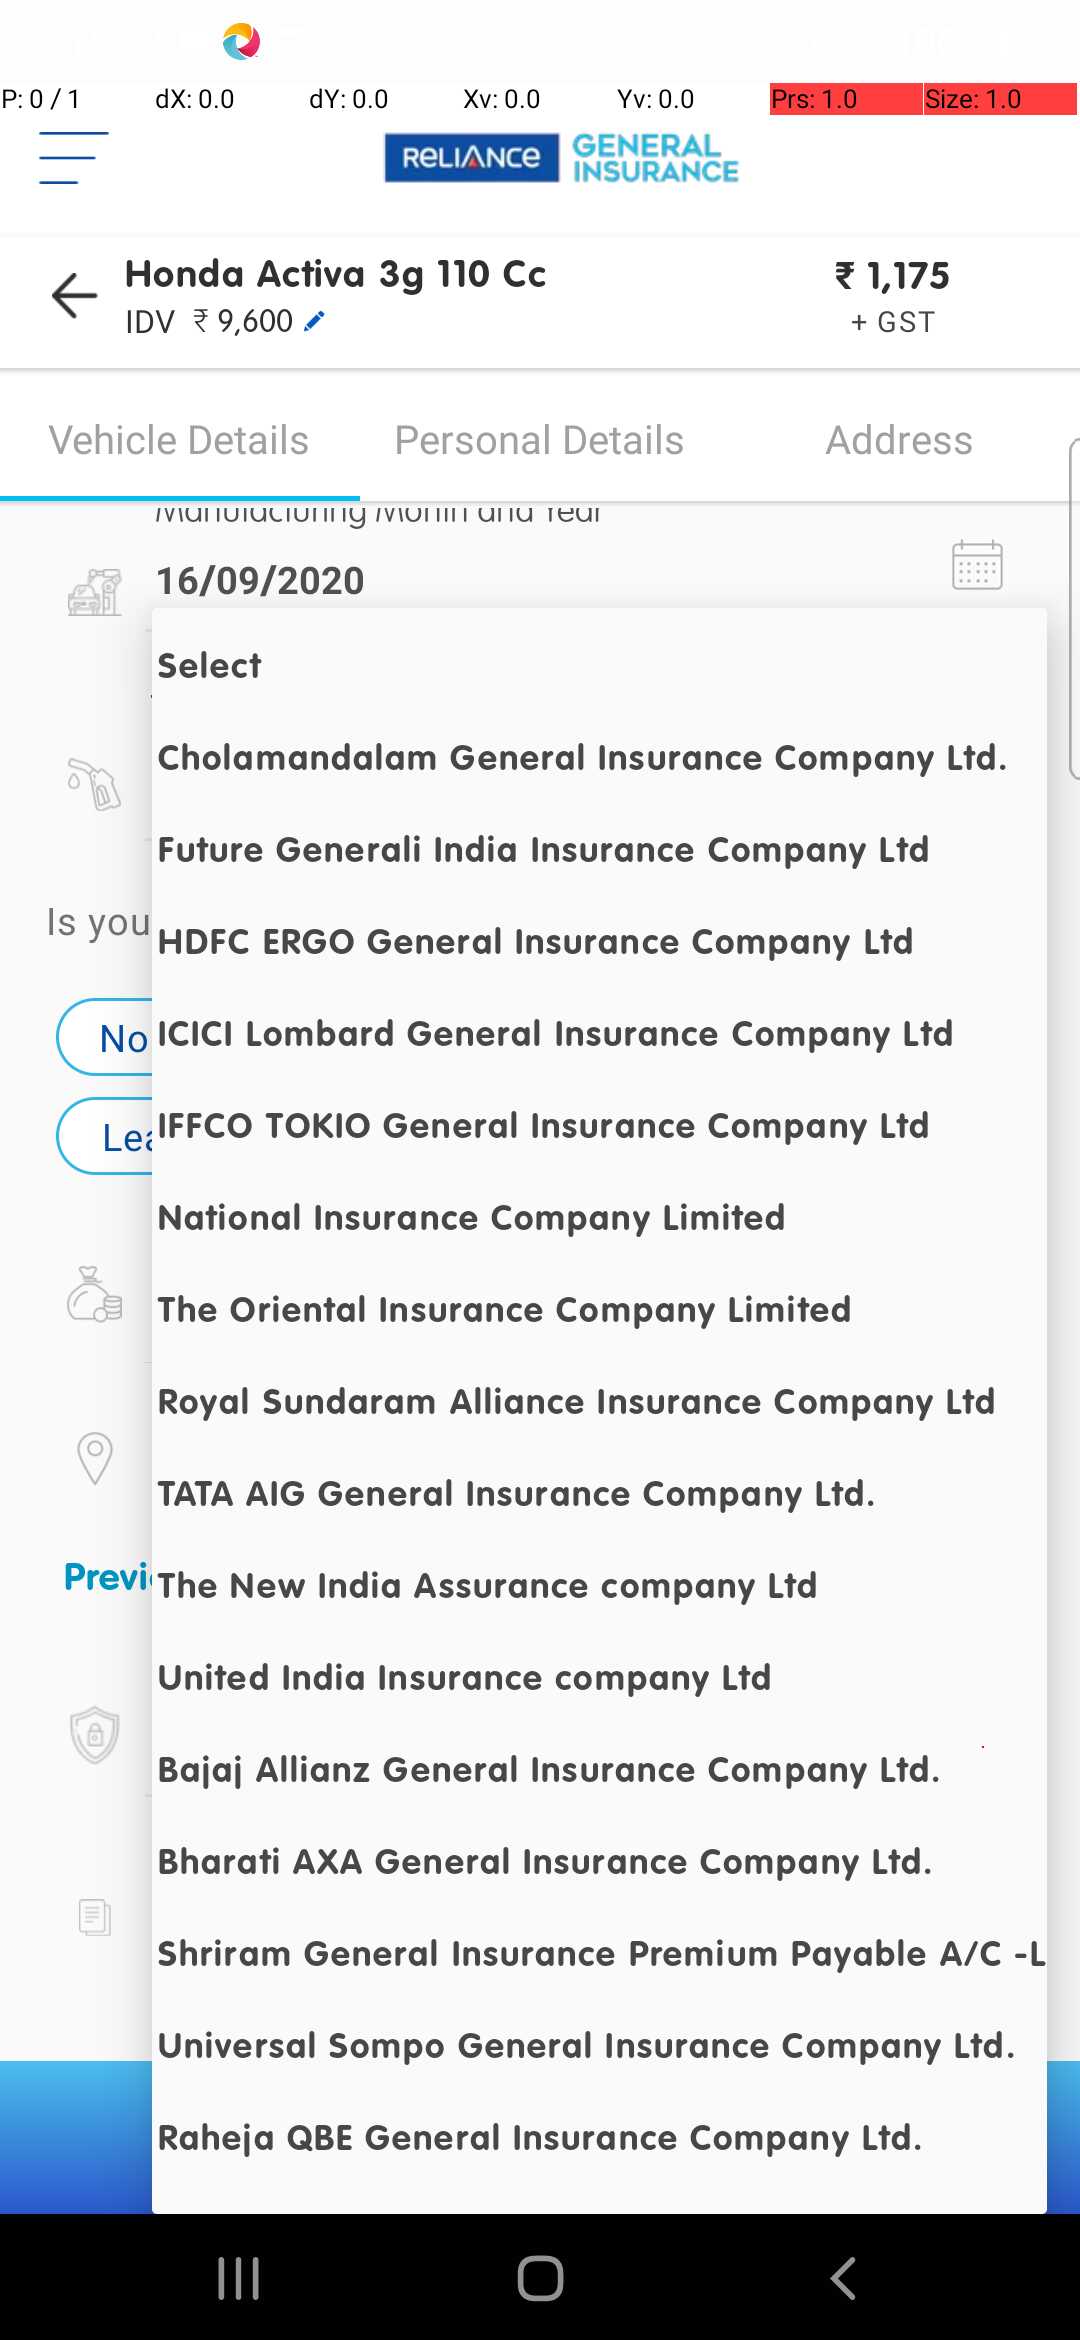 P: 0 / 1 dX: 0.0 dY: 0.0 Xv: 0.0 Yv: 0.0 Prs: 1.0 Size: 1.0
RELIANCE GENERAL INSURANCE
Honda Activa 3g 110 Cc ₹ 1,175
IDV ₹ 9,600 + GST
Vehicle Details Personal Details Address
Manufacturing Month and Year
16/09/2020
Select
Cholamandalam General Insurance Company Ltd.
Future Generali India Insurance Company Ltd
Is you
HDFC ERGO General Insurance Company Ltd
No
ICICI Lombard General Insurance Company Ltd
Lea
IFFCO TOKIO General Insurance Company Ltd
National Insurance Company Limited
The Oriental Insurance Company Limited
Royal Sundaram Alliance Insurance Company Ltd
TATA AIG General Insurance Company Ltd.
Previ
The New India Assurance company Ltd
United India Insurance company Ltd
Bajaj Allianz General Insurance Company Ltd.
Bharati AXA General Insurance Company Ltd.
Shriram General Insurance Premium Payable A/C -L
Universal Sompo General Insurance Company Ltd.
Raheja QBE General Insurance Company Ltd.